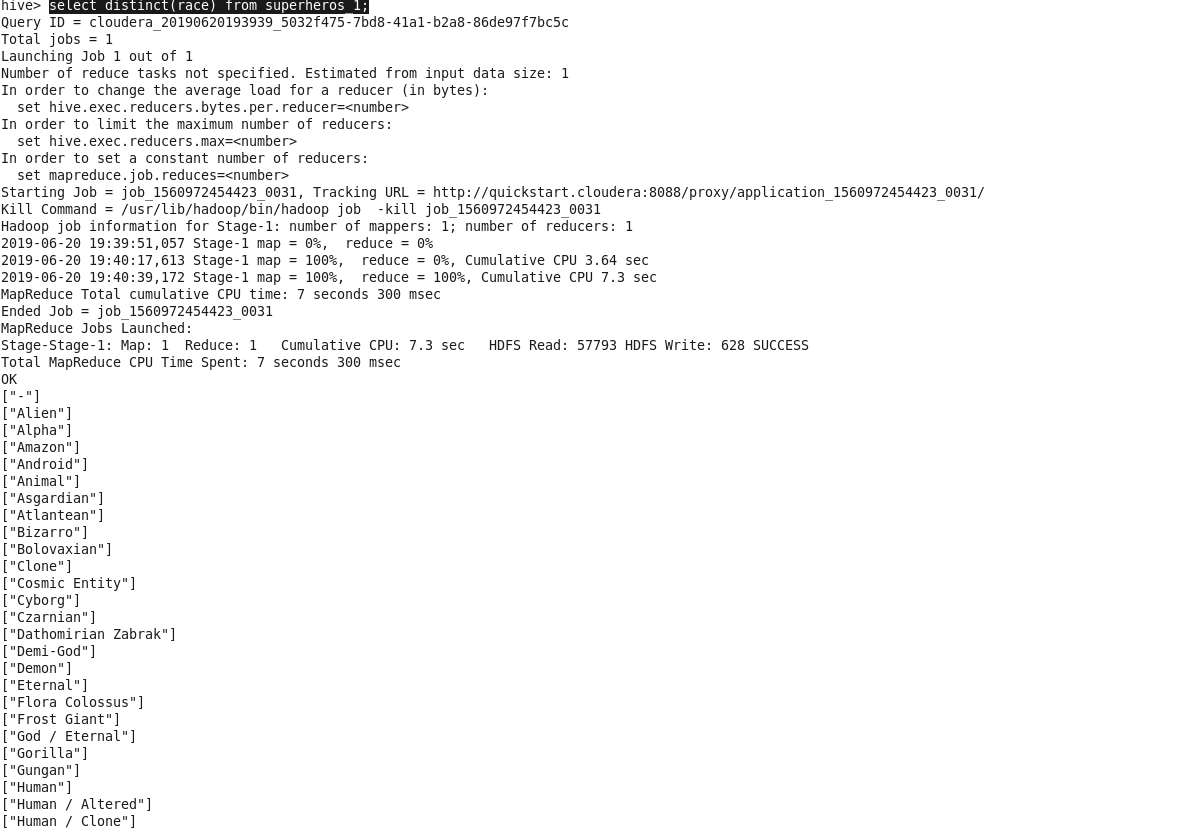 hive> select distinct(race) from superheros_1;
Query ID = cloudera_20190620193939_5032f475-7bd8-41a1-b2a8-86de97f7bc5c
Total jobs = 1
Launching Job 1 out of 1
Number of reduce tasks not specified. Estimated from input data size: 1
In order to change the average load for a reducer (in bytes):
  set hive.exec.reducers.bytes.per.reducer=<number>
In order to limit the maximum number of reducers:
  set hive.exec.reducers.max=<number>
In order to set a constant number of reducers:
  set mapreduce.job.reduces=<number>
Starting Job = job_1560972454423_0031, Tracking URL = http://quickstart.cloudera:8088/proxy/application_1560972454423_0031/
Kill Command = /usr/lib/hadoop/bin/hadoop job  -kill job_1560972454423_0031
Hadoop job information for Stage-1: number of mappers: 1; number of reducers: 1
2019-06-20 19:39:51,057 Stage-1 map = 0%,  reduce = 0%
2019-06-20 19:40:17,613 Stage-1 map = 100%,  reduce = 0%, Cumulative CPU 3.64 sec
2019-06-20 19:40:39,172 Stage-1 map = 100%,  reduce = 100%, Cumulative CPU 7.3 sec
MapReduce Total cumulative CPU time: 7 seconds 300 msec
Ended Job = job_1560972454423_0031
MapReduce Jobs Launched:
Stage-Stage-1: Map: 1  Reduce: 1   Cumulative CPU: 7.3 sec   HDFS Read: 57793 HDFS Write: 628 SUCCESS
Total MapReduce CPU Time Spent: 7 seconds 300 msec
OK
["-"]
["Alien"]
["Alpha"]
["Amazon"]
["Android"]
["Animal"]
["Asgardian"]
["Atlantean"]
["Bizarro"]
["Bolovaxian"]
["Clone"]
["Cosmic Entity"]
["Cyborg"]
["Czarnian"]
["Dathomirian Zabrak"]
["Demi-God"]
["Demon"]
["Eternal"]
["Flora Colossus"]
["Frost Giant"]
["God / Eternal"]
["Gorilla"]
["Gungan"]
["Human"]
["Human / Altered"]
["Human / Clone"]